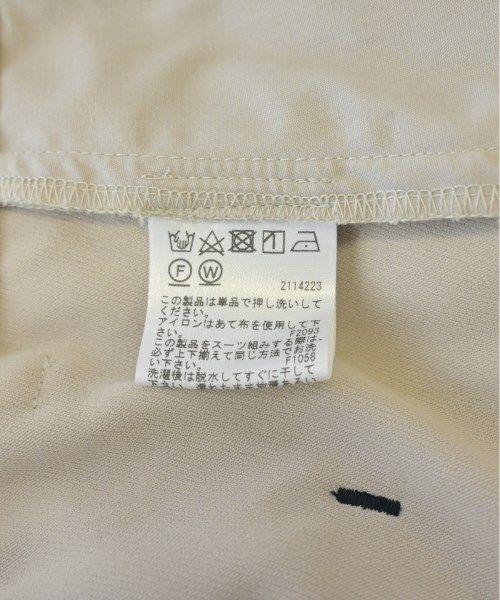 F W
2114223
この製品は単品で押し洗いして
ください。
アイロンはあて布を使用して下
さい。 F2093
この製品をスーツ組みする際は、
必ず上下揃えて同じ方法でお洗
い下さい。 F1058
洗濯後は脱水してすぐに干して